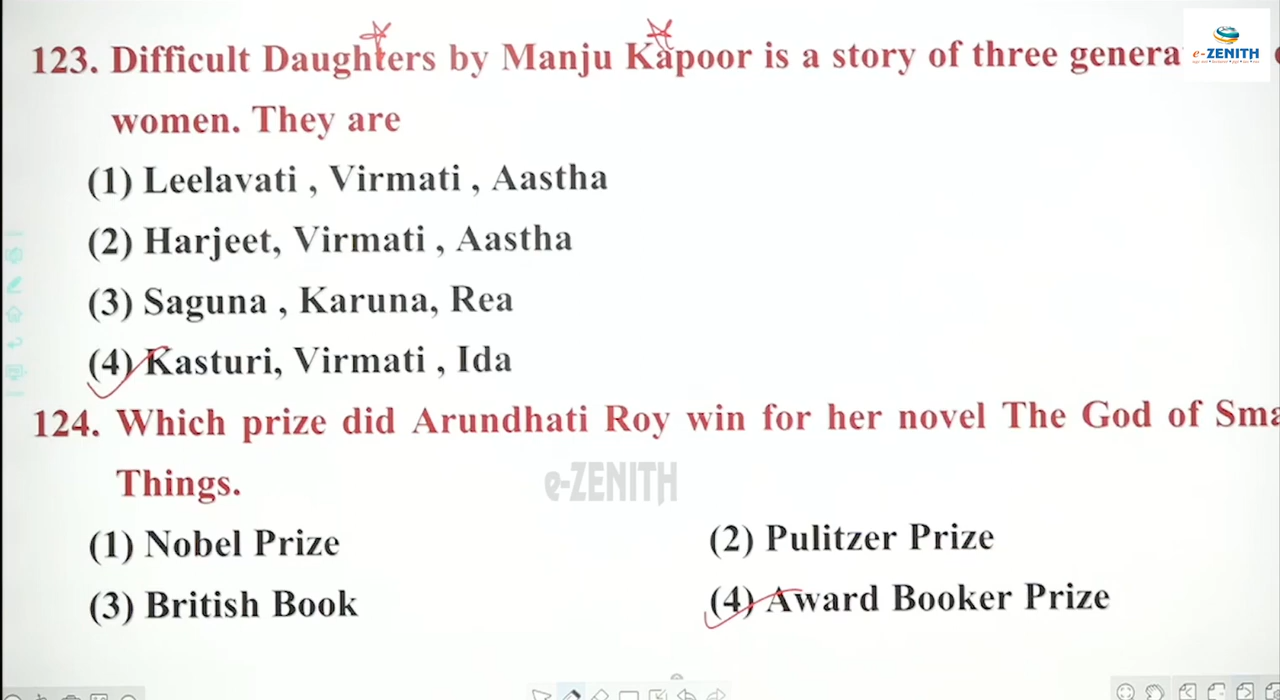 123. Difficult Daughters by Manju Kapoor is a story of three genera
e-ZENITH
women. They are
(1) Leelavati , Virmati , Aastha
(2) Harjeet, Virmati , Aastha
(3) Saguna , Karuna, Rea
(4) Kasturi, Virmati , Ida
124. Which prize did Arundhati Roy win for her novel The God of Sma
Things.
e-ZENITH
(1) Nobel Prize (2) Pulitzer Prize
(3) British Book (4) Award Booker Prize